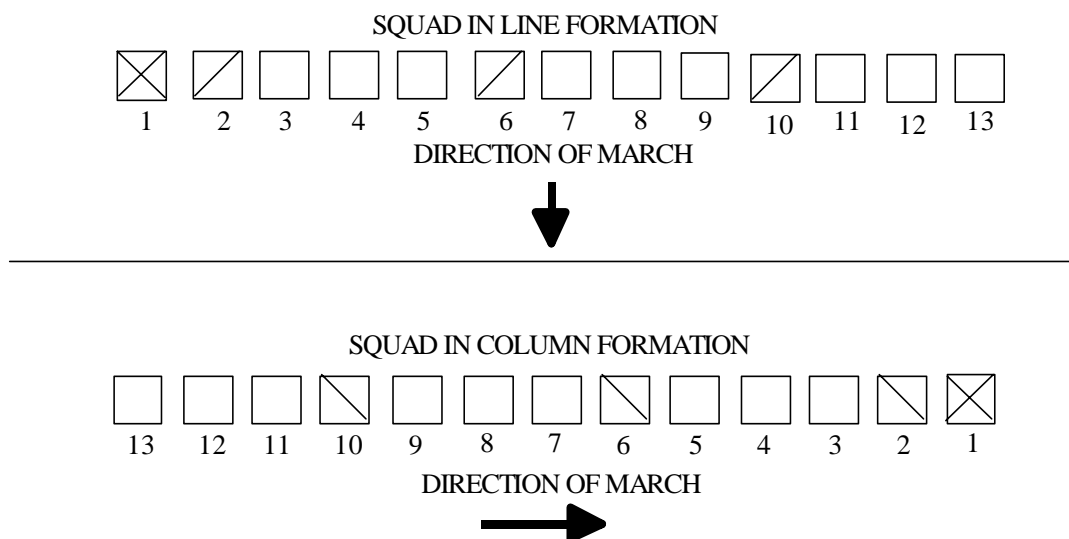 SQUAD IN LINE FORMATION
1 2 3 4 5 6 7 8 9 10 11 12 13
DIRECTION OF MARCH
SQUAD IN COLUMN FORMATION
13 12 11 10 9 8 7 6 5 4 3 2 1
DIRECTION OF MARCH